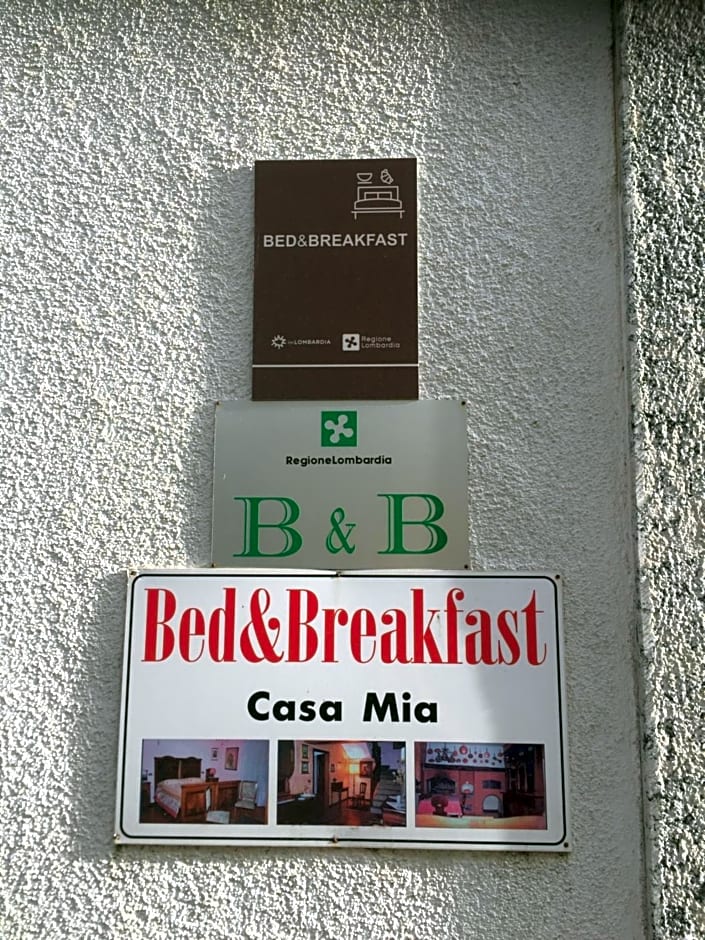 BED&BREAKFAST
inLOMBARDIA
Regione
Lombardia
RegioneLombardia
B & B
Bed&Breakfast
Casa Mia